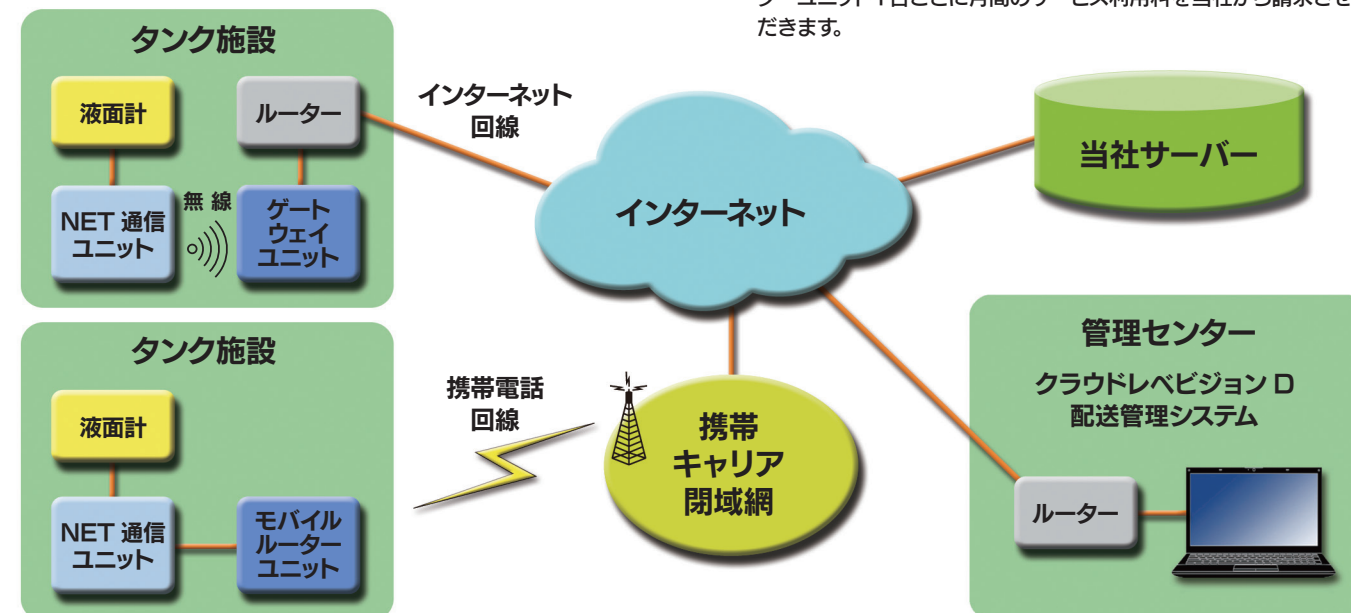 だきます。
タンク施設
液面計
ルーター
NET 通信
ユニット
無 線
ゲート
ウェイ
ユニット
インターネット
回線
インターネット
当社サーバー
タンク施設
液面計
NET 通信
ユニット
モバイル
ルーター
ユニット
携帯電話
回線
携帯
キャリア
閉域網
管理センター
クラウドレベビジョン D
配送管理システム
ルーター